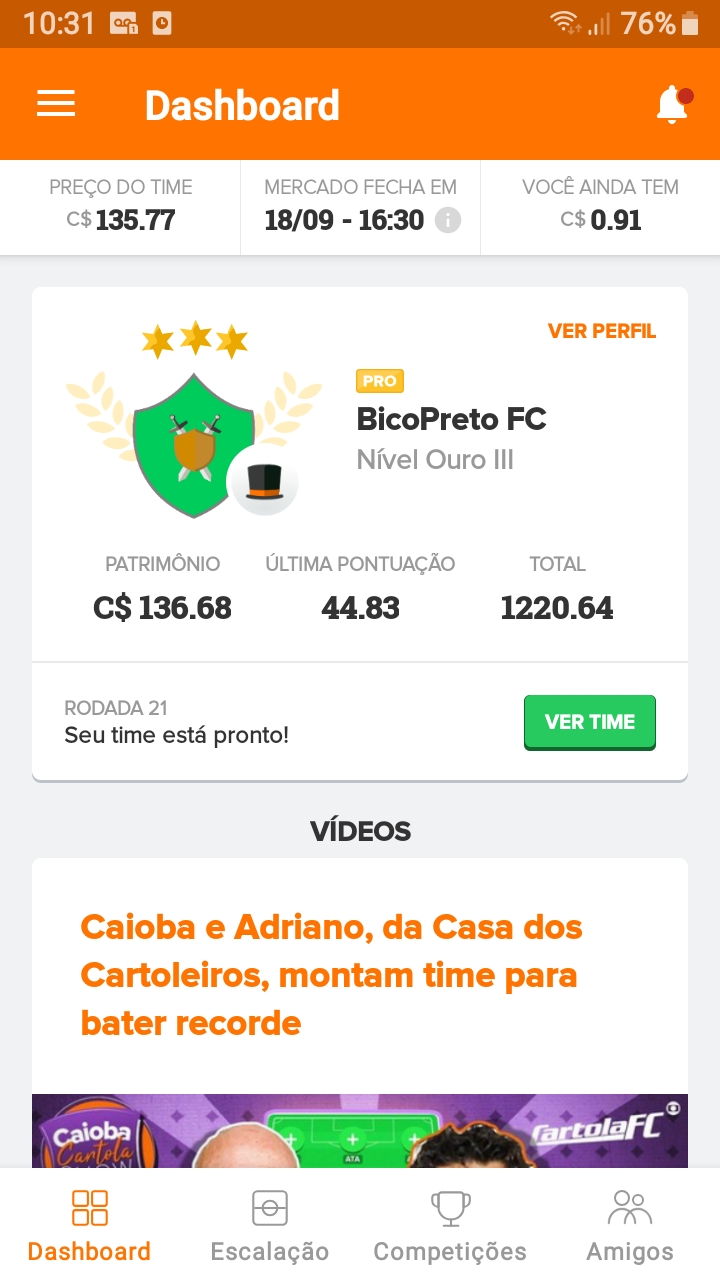 10:31
76%
Dashboard
PREÇO DO TIME
C$ 135.77
MERCADO FECHA EM
18/09 - 16:30
VOCÊ AINDA TEM
C$ 0.91
VER PERFIL
PRO
BicoPreto FC
Nível Ouro III
PATRIMÔNIO
C$ 136.68
ÚLTIMA PONTUAÇÃO
44.83
TOTAL
1220.64
RODADA 21
Seu time está pronto!
VER TIME
VÍDEOS
Caioba e Adriano, da Casa dos
Cartoleiros, montam time para
bater recorde
Caioba
Cartola
CartolaFC
ATA
Dashboard
Escalação
Competições
Amigos